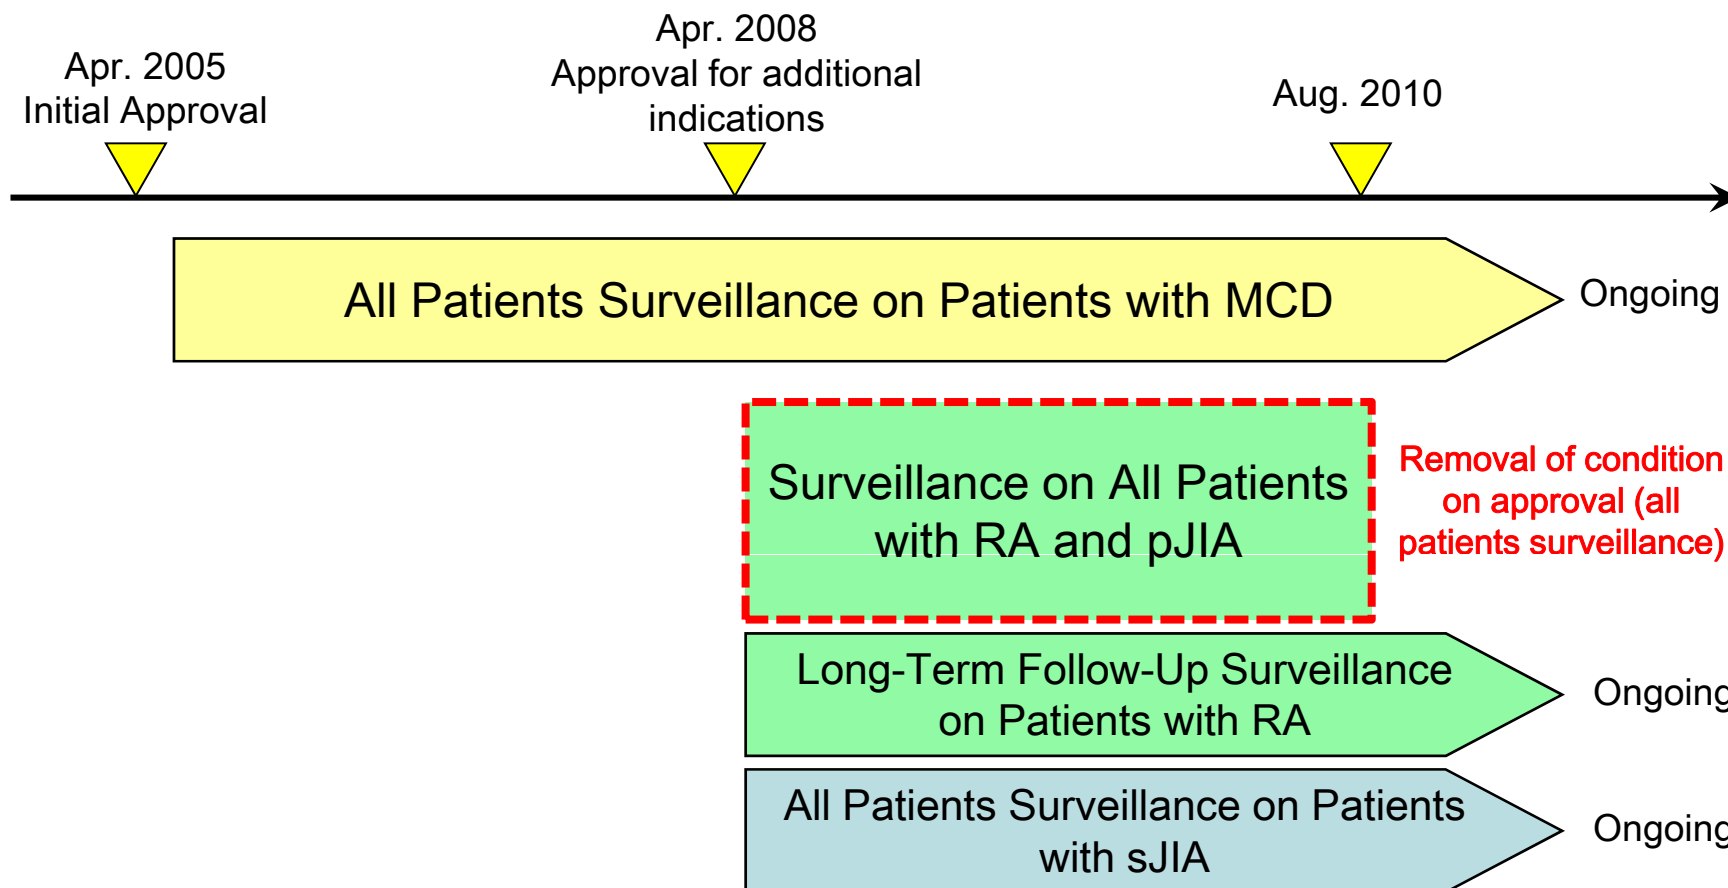 Apr. 2005
Initial Approval
Apr. 2008
Approval for additional
indications
Aug. 2010
All Patients Surveillance on Patients with MCD
Ongoing
Surveillance on All Patients
with RA and pJIA
Removal of condition
on approval (all
patients surveillance)
Long-Term Follow-Up Surveillance
on Patients with RA
Ongoing
All Patients Surveillance on Patients
with sJIA
Ongoing